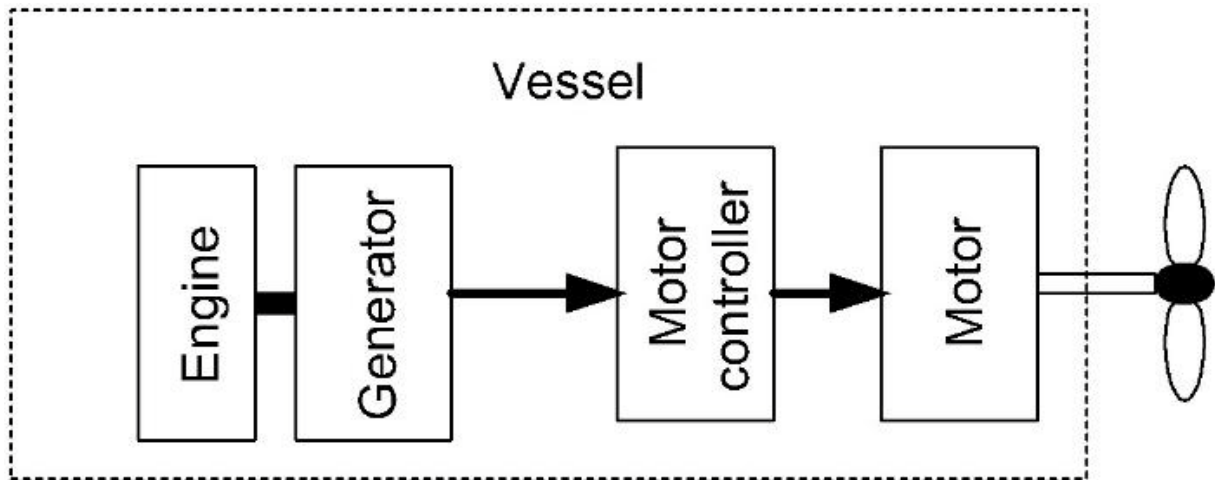 Vessel
Engine
Generator
Motor
controller
Motor